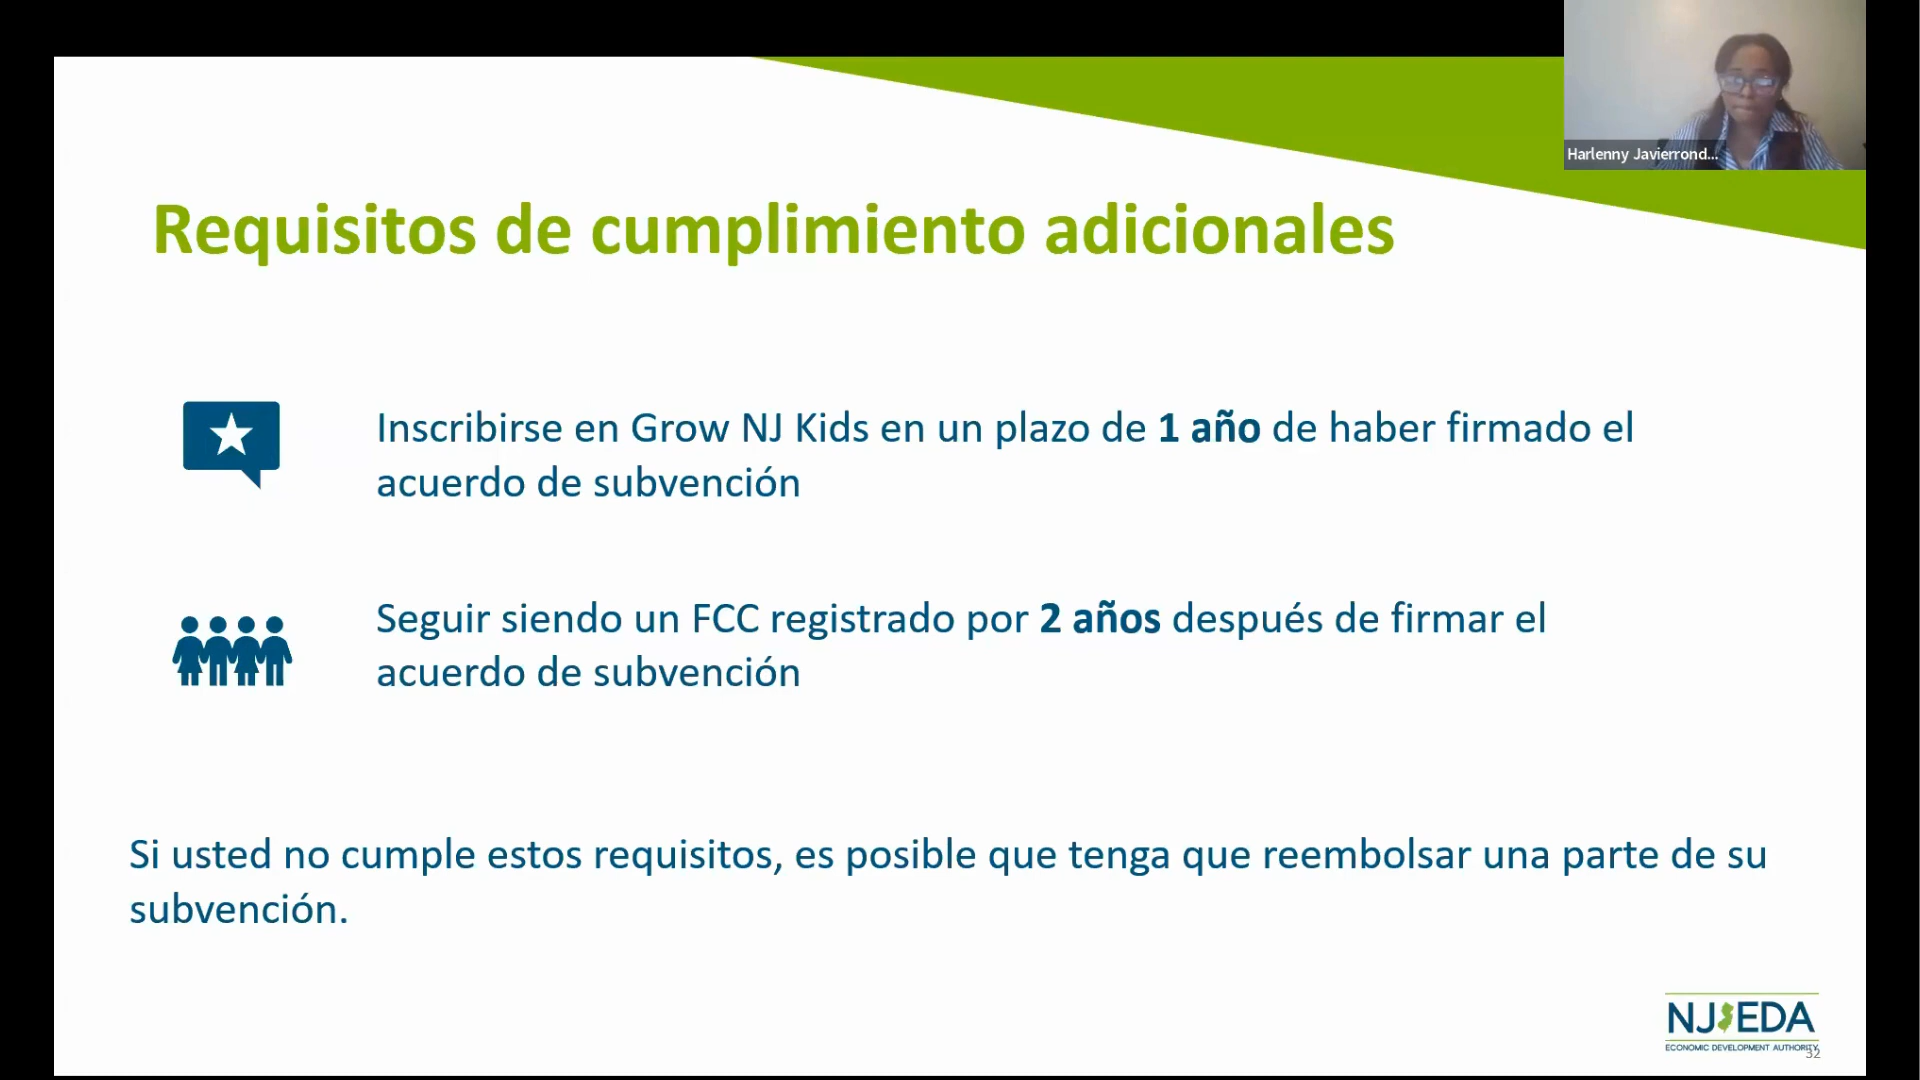 Harlenny Javierrond...
Requisitos de cumplimiento adicionales
Inscribirse en Grow NJ Kids en un plazo de 1 año de haber firmado el
acuerdo de subvención
Seguir siendo un FCC registrado por 2 años después de firmar el
acuerdo de subvención
Si usted no cumple estos requisitos, es posible que tenga que reembolsar una parte de su
subvención.
NJEDA
ECONOMIC DEVELOPMENT AUTHORITY
32